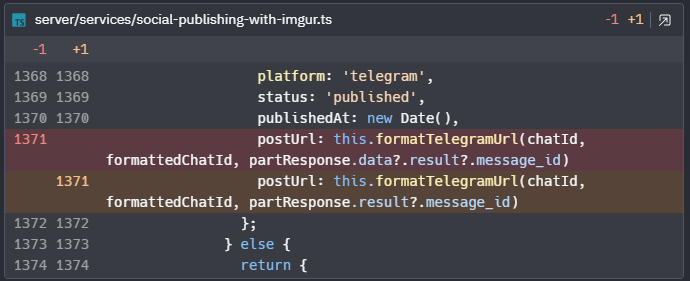 TS server/services/social-publishing-with-imgur.ts -1 +1
-1 +1
1368 1368 platform: 'telegram',
1369 1369 status: 'published',
1370 1370 publishedAt: new Date(),
1371 postUrl: this.formatTelegramUrl(chatId,
formattedChatId, partResponse.data?.result?.message_id)
1371 postUrl: this.formatTelegramUrl(chatId,
formattedChatId, partResponse.result?.message_id)
1372 1372 };
1373 1373 } else {
1374 1374 return {